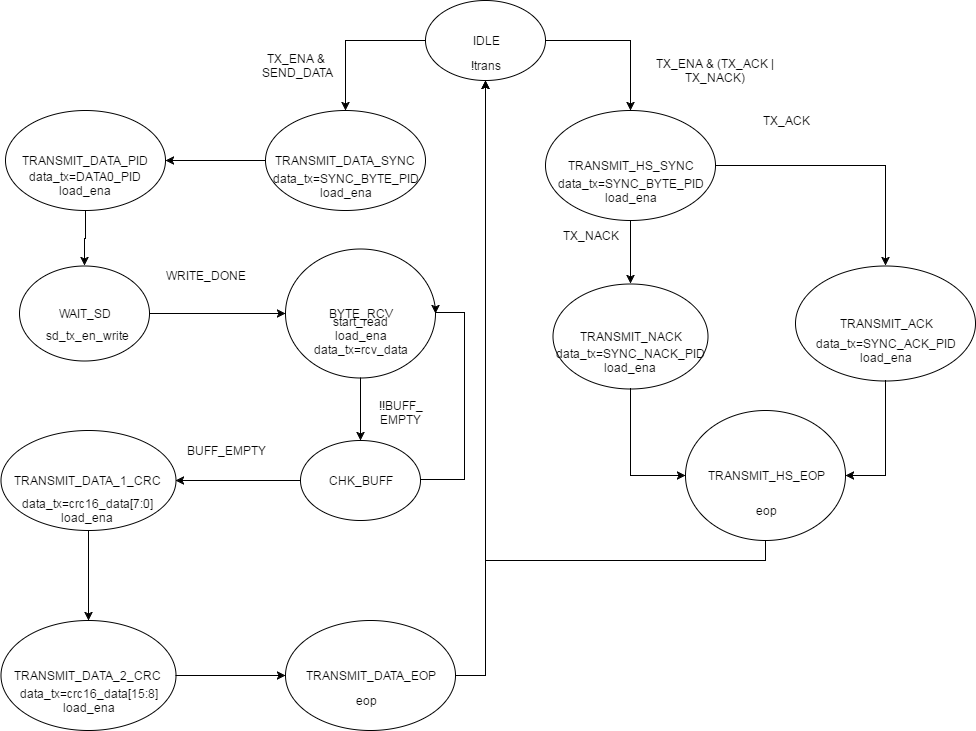 IDLE
!trans
TX_ENA &
SEND_DATA
TX_ENA & (TX_ACK |
TX_NACK)
TX_ACK
TRANSMIT_DATA_PID
data_tx=DATA0_PID
load_ena
TRANSMIT_DATA_SYNC
data_tx=SYNC_BYTE_PID
load_ena
TRANSMIT_HS_SYNC
data_tx=SYNC_BYTE_PID
load_ena
TX_NACK
WRITE_DONE
WAIT_SD
sd_tx_en_write
BYTE_RCV
start_read
load_ena
data_tx=rcv_data
TRANSMIT_NACK
data_tx=SYNC_NACK_PID
load_ena
TRANSMIT_ACK
data_tx=SYNC_ACK_PID
load_ena
!!BUFF_
EMPTY
BUFF_EMPTY
TRANSMIT_DATA_1_CRC
data_tx=crc16_data[7:0]
load_ena
CHK_BUFF
TRANSMIT_HS_EOP
eop
TRANSMIT_DATA_2_CRC
data_tx=crc16_data[15:8]
load_ena
TRANSMIT_DATA_EOP
eop